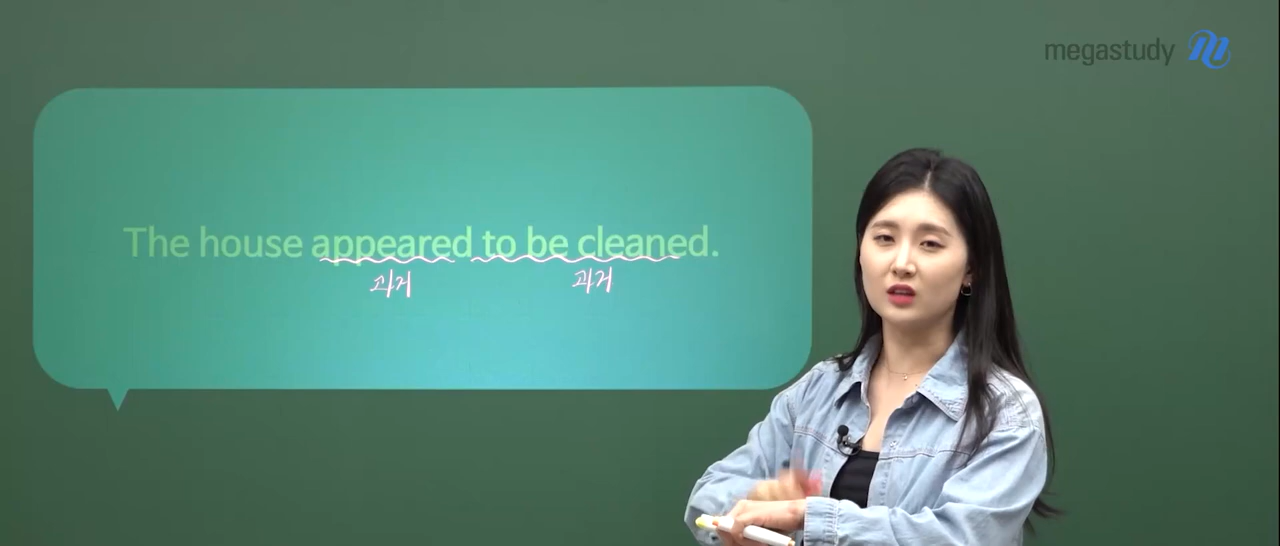 megastudy
The house appeared to be cleaned.
과거 과거